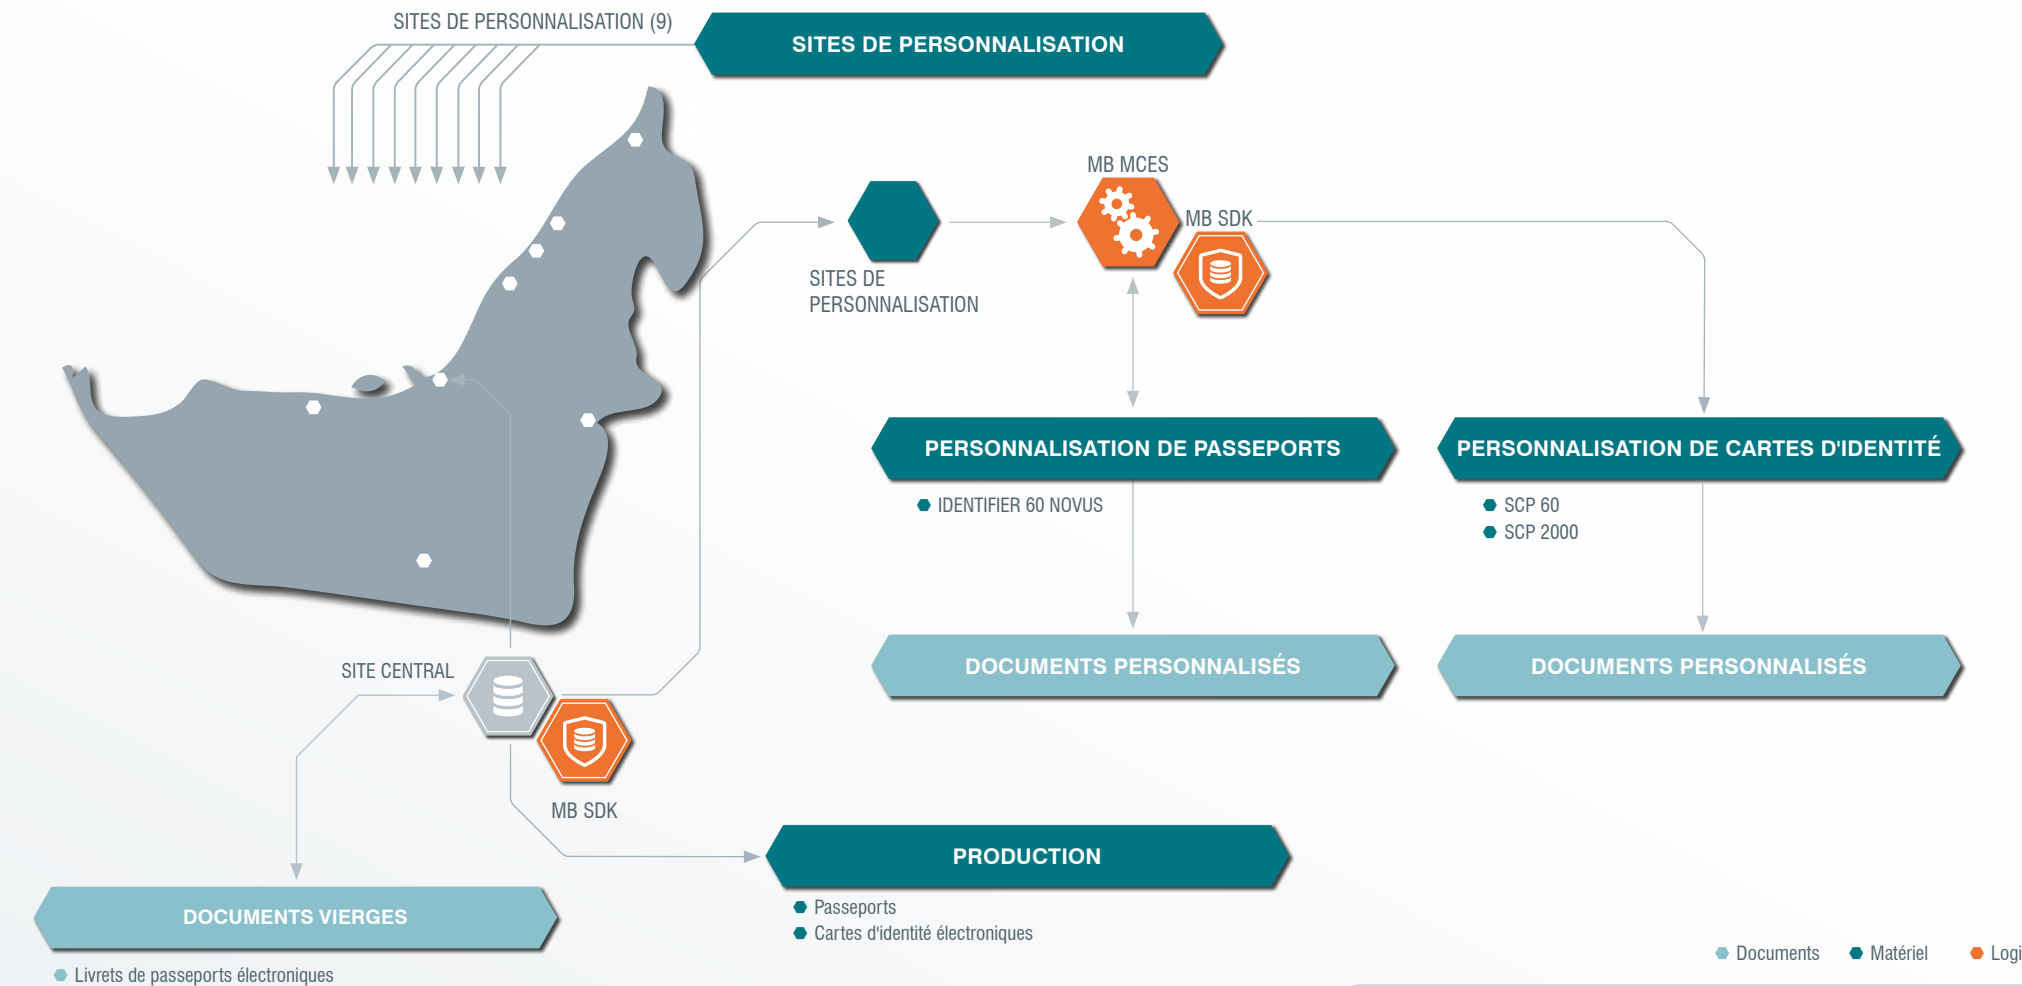 SITES DE PERSONNALISATION (9)
SITES DE PERSONNALISATION
MB MCES
MB SDK
SITES DE
PERSONNALISATION
PERSONNALISATION DE PASSEPORTS
IDENTIFIER 60 NOVUS
PERSONNALISATION DE CARTES D'IDENTITÉ
SCP 60
SCP 2000
DOCUMENTS PERSONNALISÉS
DOCUMENTS PERSONNALISÉS
SITE CENTRAL
MB SDK
PRODUCTION
Passeports
Cartes d'identité électroniques
DOCUMENTS VIERGES
Livrets de passeports électroniques
Documents
Matériel
Logi